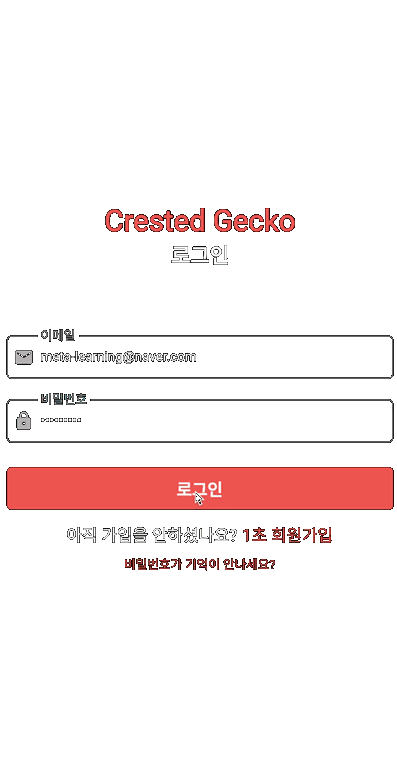 Crested Gecko
로그인
이메일
meta-learning@naver.com
비밀번호
로그인
아직 가입을 안하셨나요? 1초 회원가입
비밀번호가 기억이 안나세요?